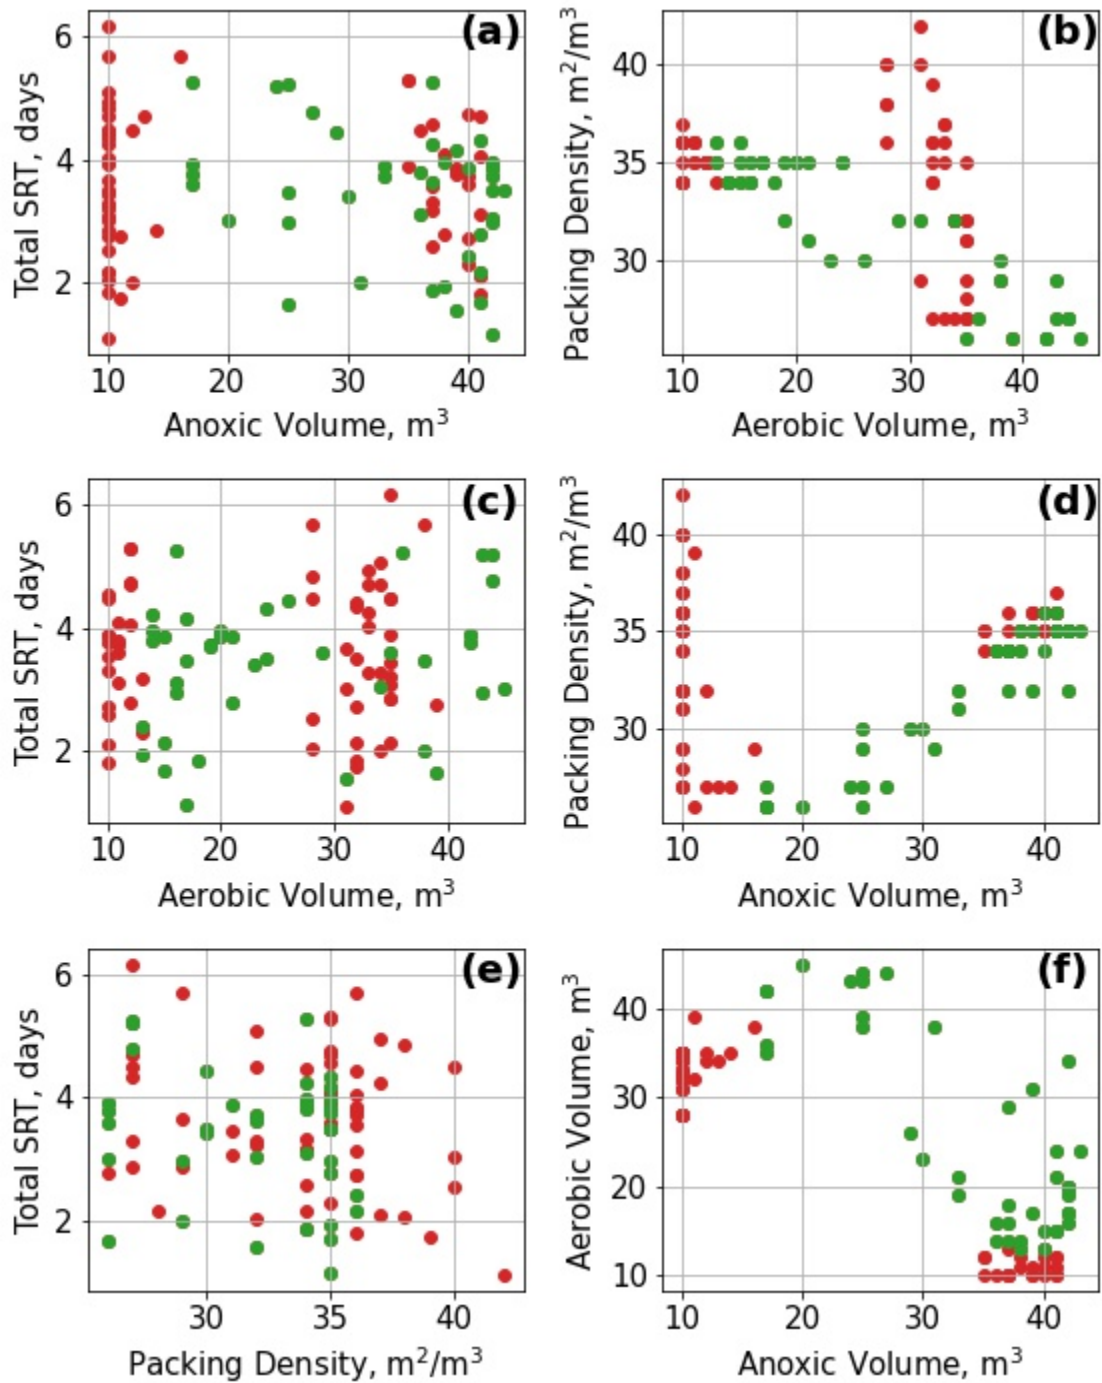 (a)
Total SRT, days
6
4
2
10 20 30 40
Anoxic Volume, m³
(b)
Packing Density, m²/m³
40
35
30
10 20 30 40
Aerobic Volume, m³
(c)
Total SRT, days
6
4
2
10 20 30 40
Aerobic Volume, m³
(d)
Packing Density, m²/m³
40
35
30
10 20 30 40
Anoxic Volume, m³
(e)
Total SRT, days
6
4
2
30 35 40
Packing Density, m²/m³
(f)
Aerobic Volume, m³
40
30
20
10
10 20 30 40
Anoxic Volume, m³